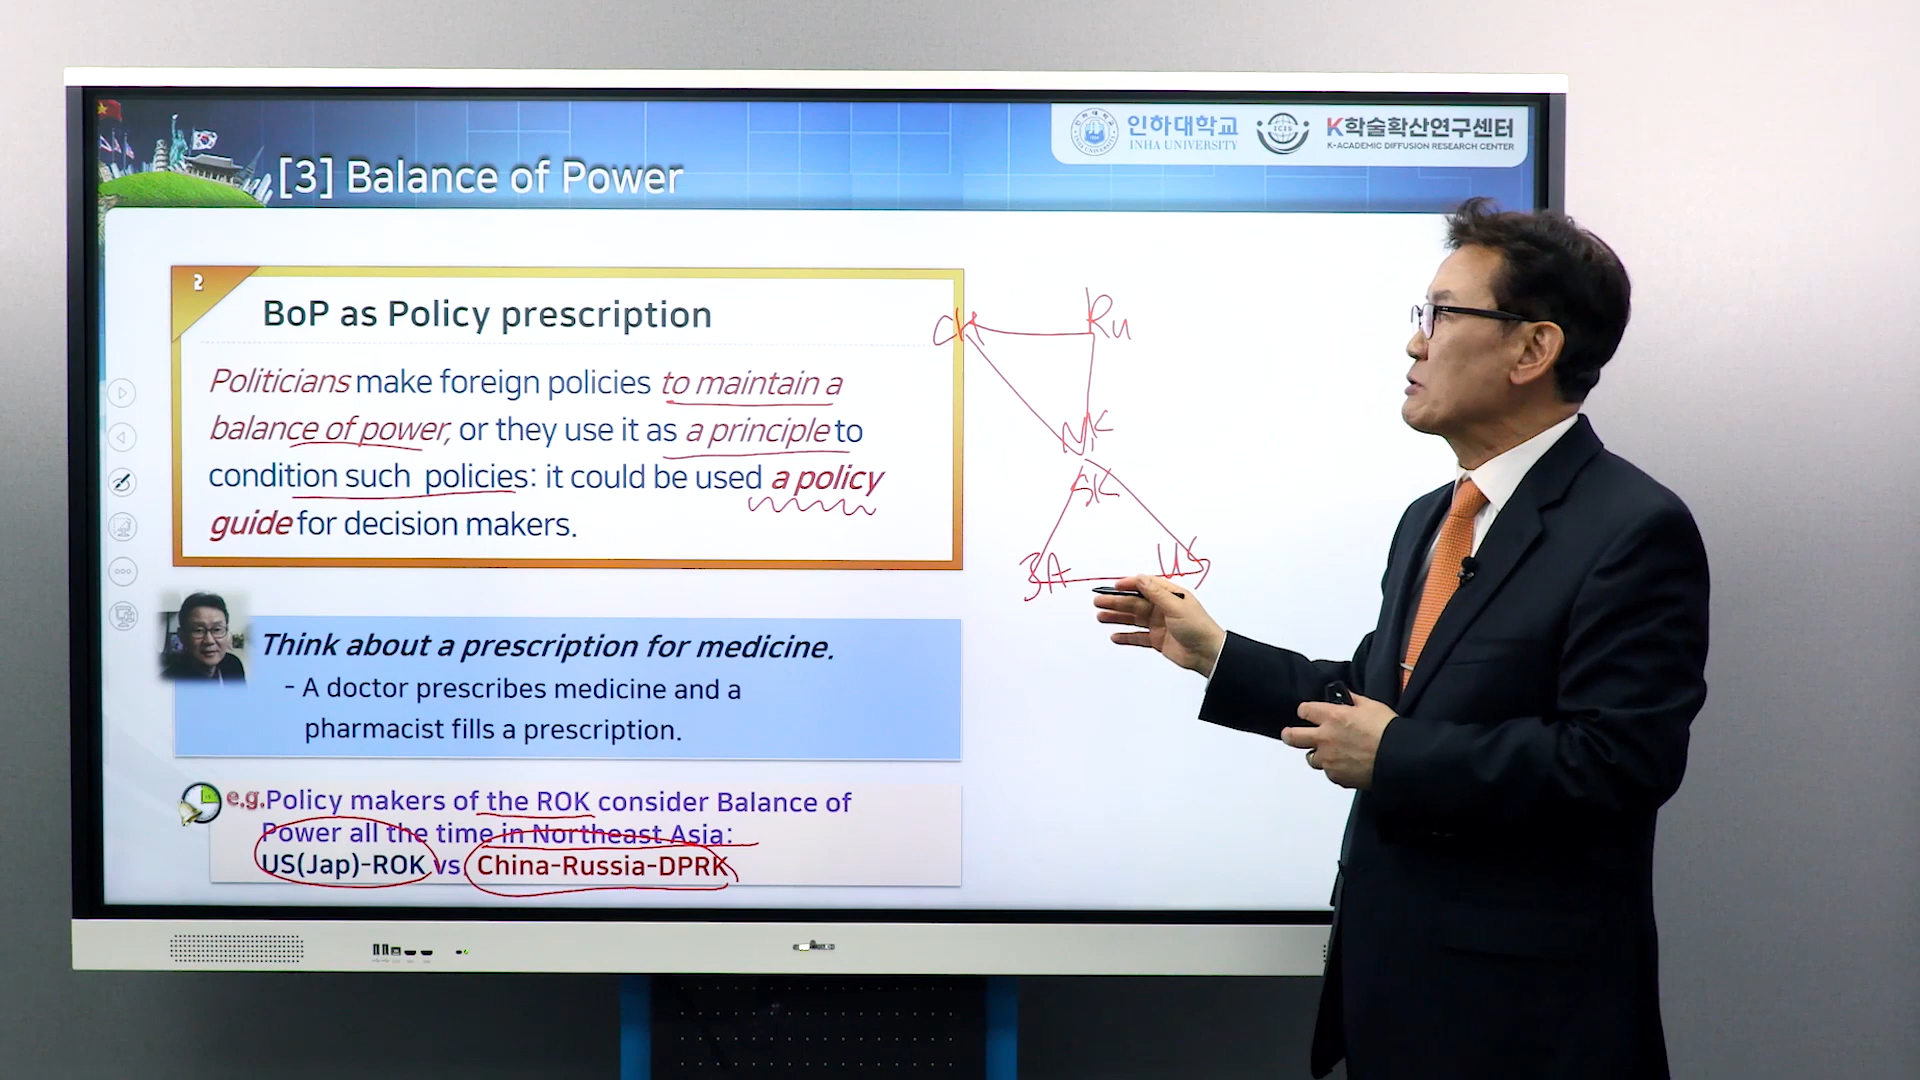 인하대학교
INHA UNIVERSITY
ICIS
K학술확산연구센터
K-ACADEMIC DIFFUSION RESEARCH CENTER
[3] Balance of Power
2
BoP as Policy prescription
Politicians make foreign policies to maintain a
balance of power, or they use it as a principle to
condition such policies: it could be used a policy
guide for decision makers.
CH
Ru
NK
SK
JA
US
Think about a prescription for medicine.
- A doctor prescribes medicine and a
pharmacist fills a prescription.
e.g. Policy makers of the ROK consider Balance of
Power all the time in Northeast Asia:
US(Jap)-ROK vs. China-Russia-DPRK